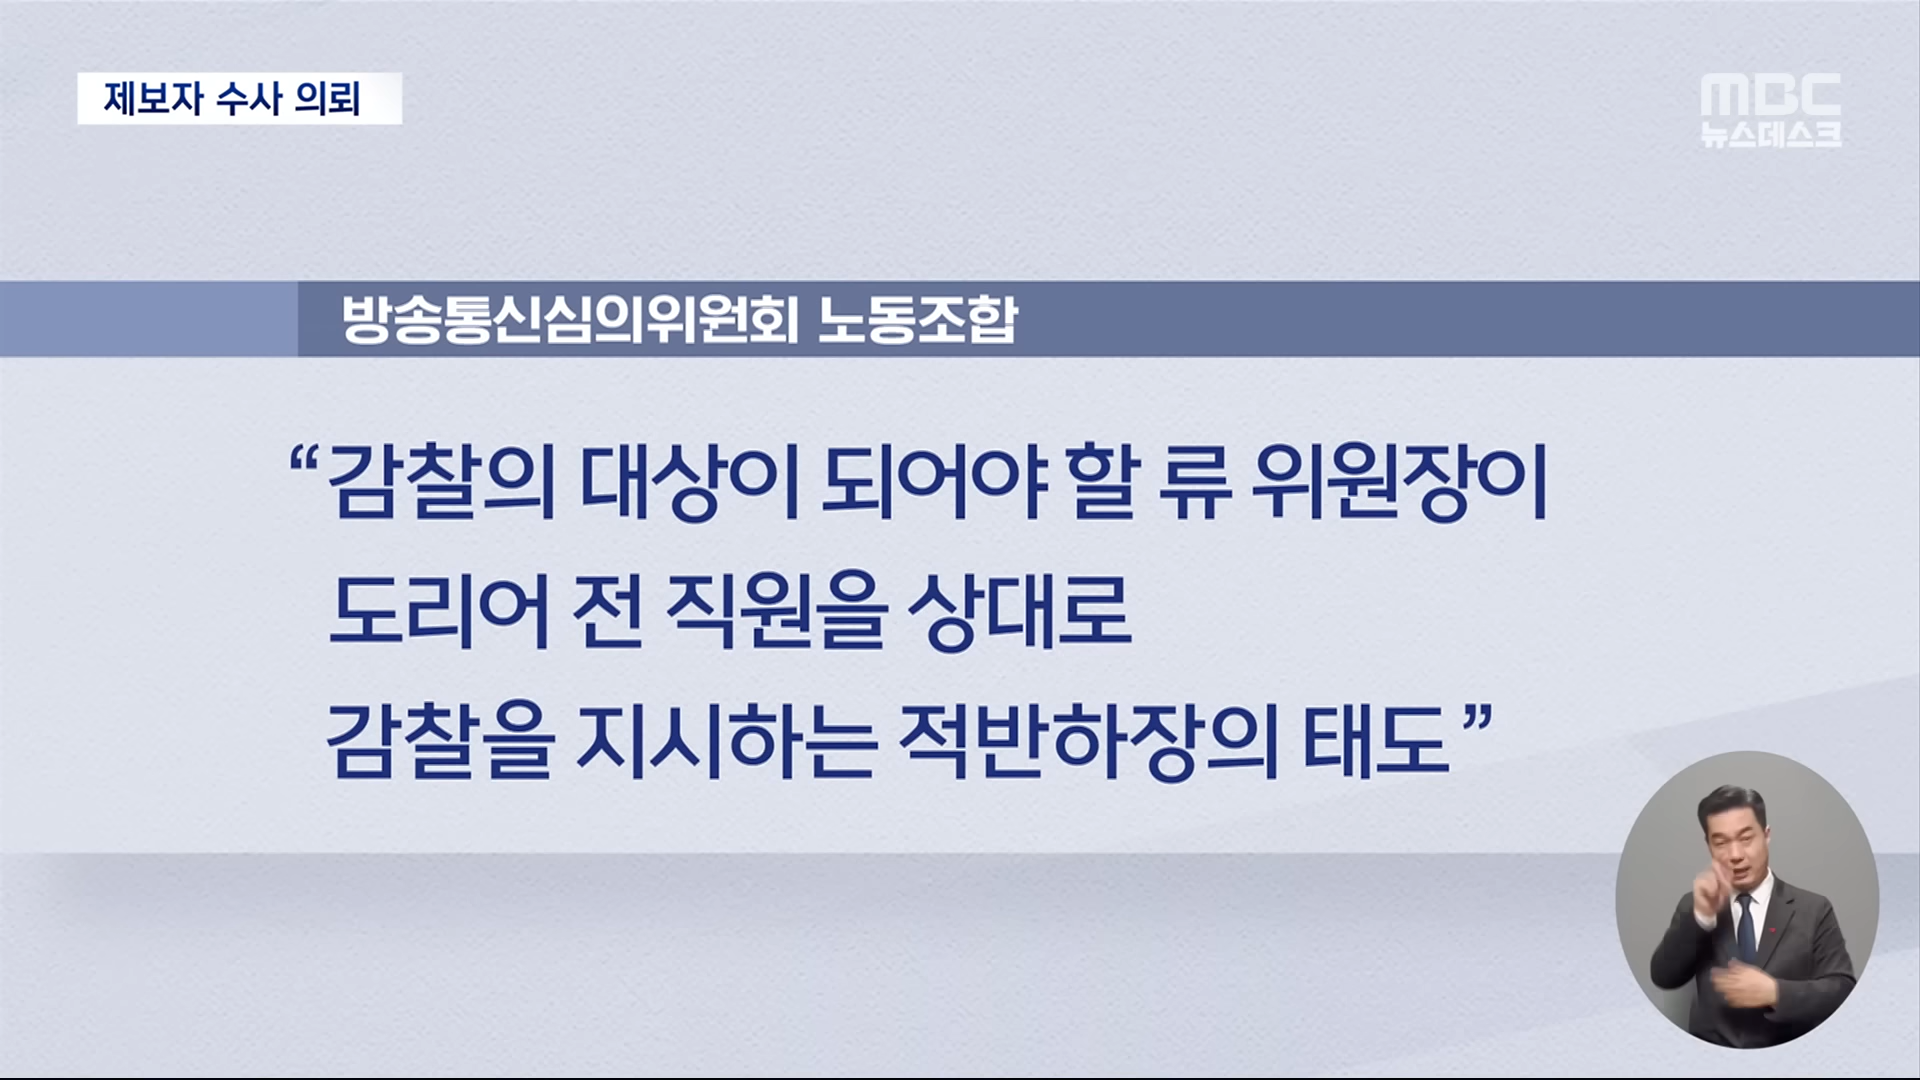 제보자 수사 의뢰
MBC
뉴스데스크
방송통신심의위원회 노동조합
“감찰의 대상이 되어야 할 류 위원장이
도리어 전 직원을 상대로
감찰을 지시하는 적반하장의 태도”